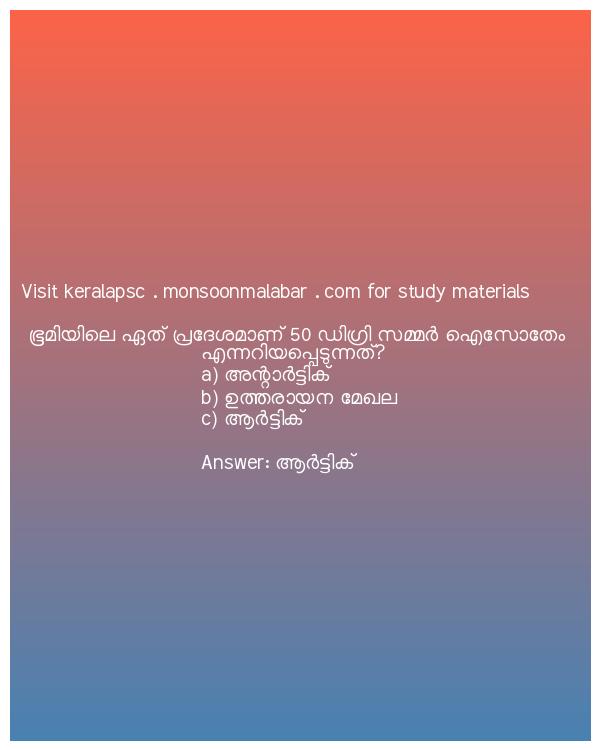 Visit keralapsc . monsoonmalabar . com for study materials
ഭൂമിയിലെ ഏത് പ്രദേശമാണ് 50 ഡിഗ്രി സമ്മർ ഐസോതേം
എന്നറിയപ്പെടുന്നത്?
a) അന്റാർട്ടിക്
b) ഉത്തരായന മേഖല
c) ആർട്ടിക്
Answer: ആർട്ടിക്